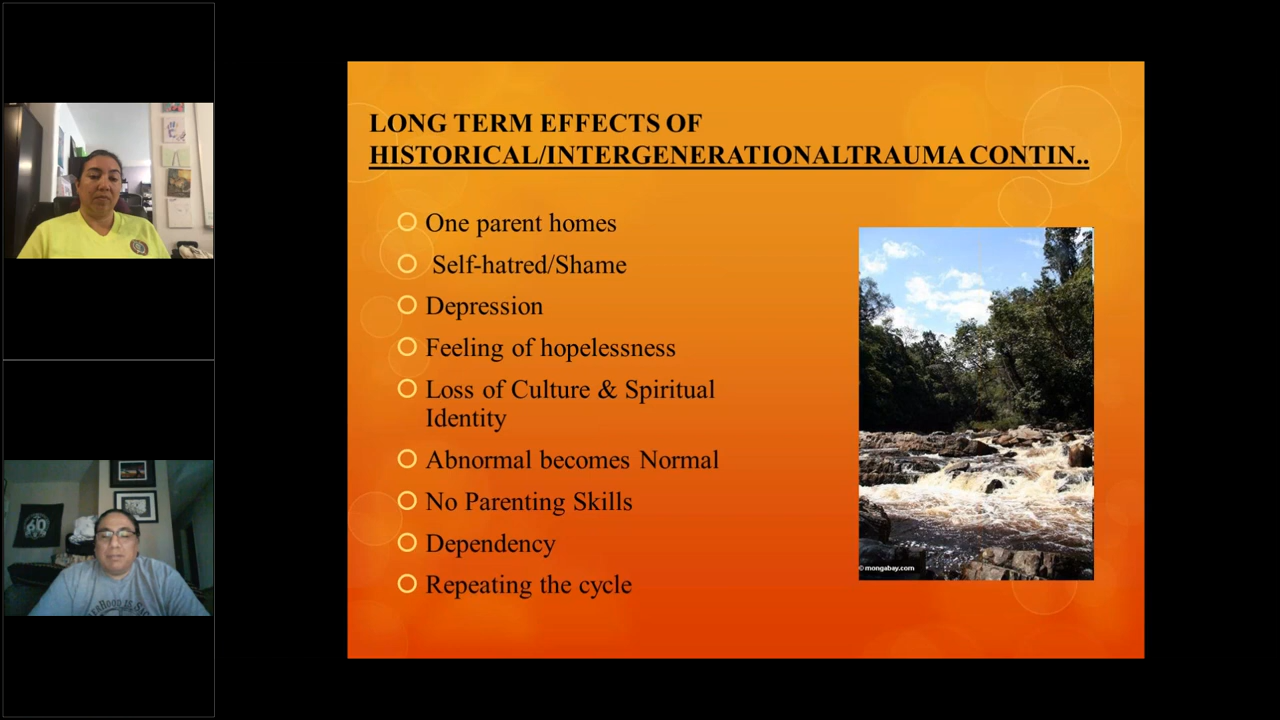 LONG TERM EFFECTS OF
HISTORICAL/INTERGENERATIONALTRAUMA CONTIN..
One parent homes
Self-hatred/Shame
Depression
Feeling of hopelessness
Loss of Culture & Spiritual
Identity
Abnormal becomes Normal
No Parenting Skills
Dependency
Repeating the cycle
© mongabay.com
60